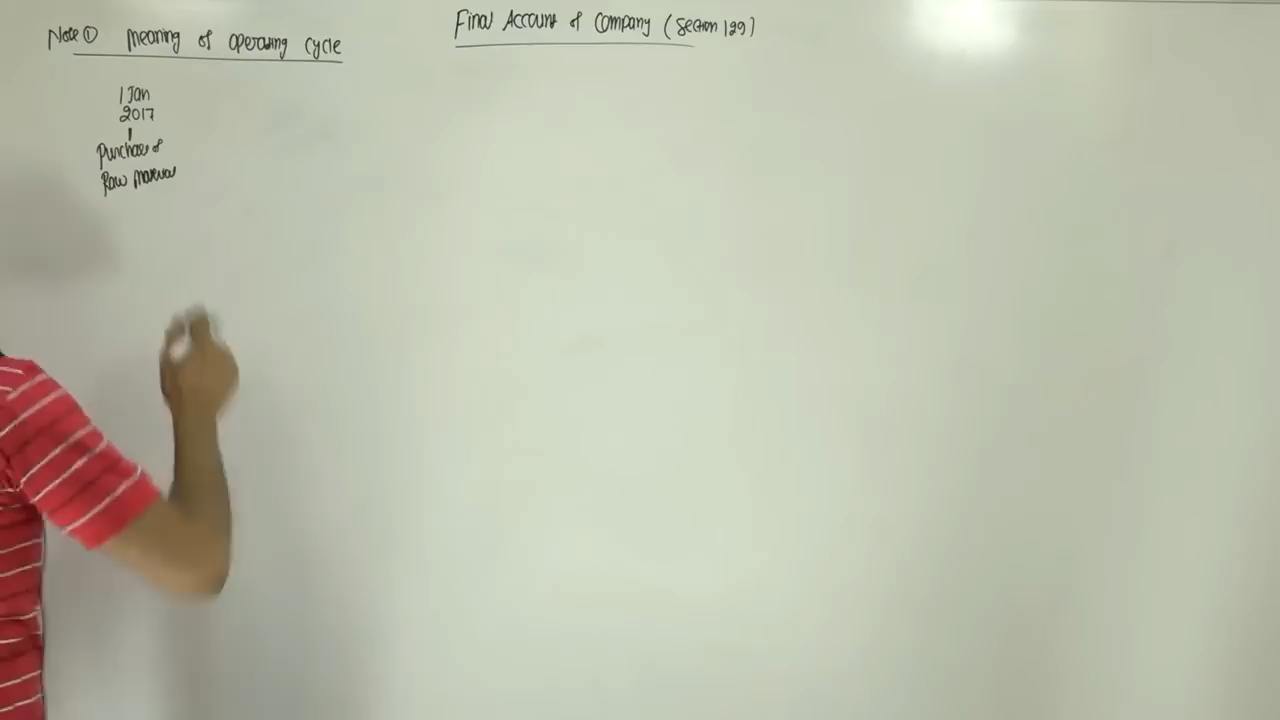 Final Account of Company (Section 129)
Note ① Meaning of Operating Cycle
1 Jan
2017
Purchase of
Raw Material